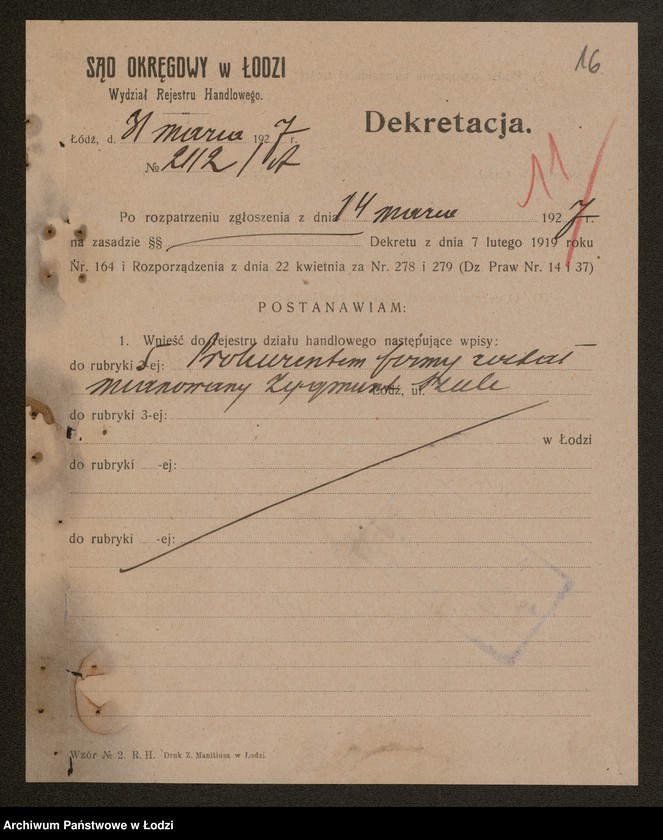 16
SĄD OKRĘGOWY w ŁODZI
Wydział Rejestru Handlowego.
Dekretacja.
Łódź, d. 31 marca 1927 r.
№ 2112/A
11
Po rozpatrzeniu zgłoszenia z dnia 14 marca 1927 r.
na zasadzie §§ Dekretu z dnia 7 lutego 1919 roku
Nr. 164 i Rozporządzenia z dnia 22 kwietnia za Nr. 278 i 279 (Dz Praw Nr. 14 i 37)
POSTANAWIAM:
1. Wnieść do rejestru działu handlowego następujące wpisy:
do rubryki 5-ej: Prokurentem firmy został
mianowany Zygmunt Łódź, ul. Szulc
do rubryki 3-ej:
w Łodzi
do rubryki -ej:
do rubryki -ej:
Wzór № 2. R. H. Druk Z. Manitiusa w Łodzi.
Archiwum Państwowe w Łodzi